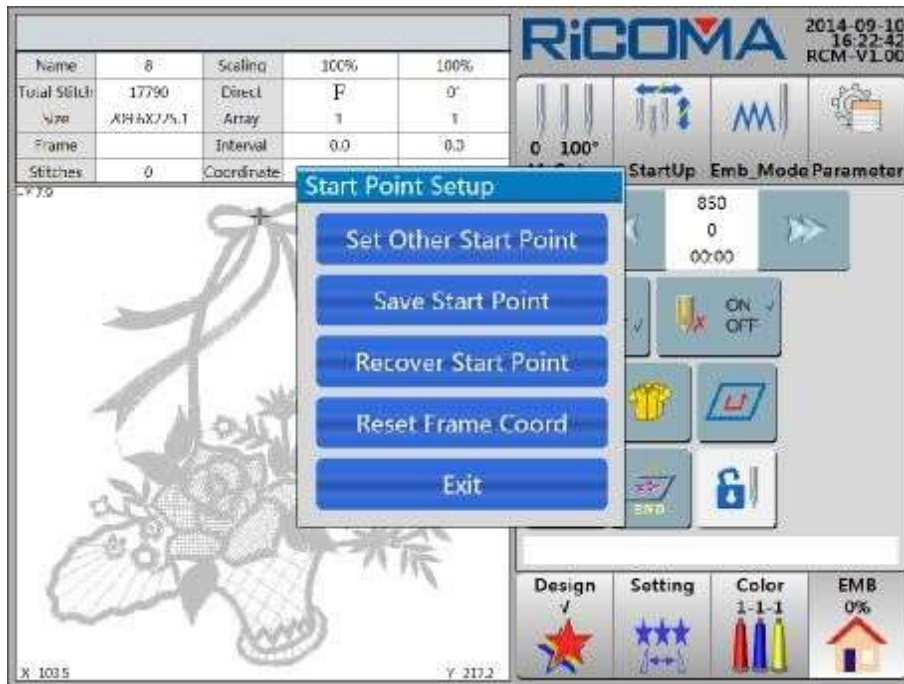 RiCOMA
2014-09-10
16:22:42
RCM-V1.00
Name 8 Scaling 100% 100%
Total Stitch 17790 Direct F 0°
Size Array 1 1
Frame Interval 0.0 0.0
Stitches 0 Coordinate
0 100°
StartUp Emb_Mode Parameter
Start Point Setup
Set Other Start Point
Save Start Point
Recover Start Point
Reset Frame Coord
Exit
850
0
00:00
ON √
OFF
END
X 103.5 Y 217.2
Design Setting Color EMB
√ 1-1-1 0%